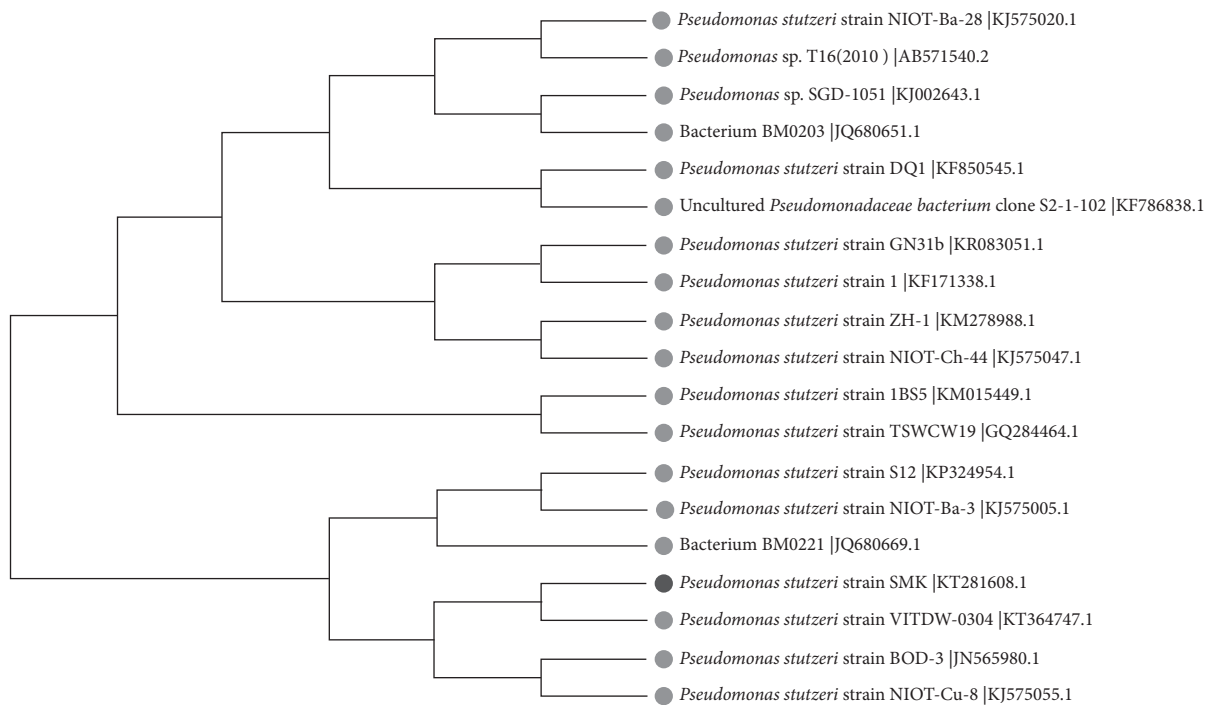 Pseudomonas stutzeri strain NIOT-Ba-28 |KJ575020.1
Pseudomonas sp. T16(2010 ) |AB571540.2
Pseudomonas sp. SGD-1051 |KJ002643.1
Bacterium BM0203 |JQ680651.1
Pseudomonas stutzeri strain DQ1 |KF850545.1
Uncultured Pseudomonadaceae bacterium clone S2-1-102 |KF786838.1
Pseudomonas stutzeri strain GN31b |KR083051.1
Pseudomonas stutzeri strain 1 |KF171338.1
Pseudomonas stutzeri strain ZH-1 |KM278988.1
Pseudomonas stutzeri strain NIOT-Ch-44 |KJ575047.1
Pseudomonas stutzeri strain 1BS5 |KM015449.1
Pseudomonas stutzeri strain TSWCW19 |GQ284464.1
Pseudomonas stutzeri strain S12 |KP324954.1
Pseudomonas stutzeri strain NIOT-Ba-3 |KJ575005.1
Bacterium BM0221 |JQ680669.1
Pseudomonas stutzeri strain SMK |KT281608.1
Pseudomonas stutzeri strain VITDW-0304 |KT364747.1
Pseudomonas stutzeri strain BOD-3 |JN565980.1
Pseudomonas stutzeri strain NIOT-Cu-8 |KJ575055.1